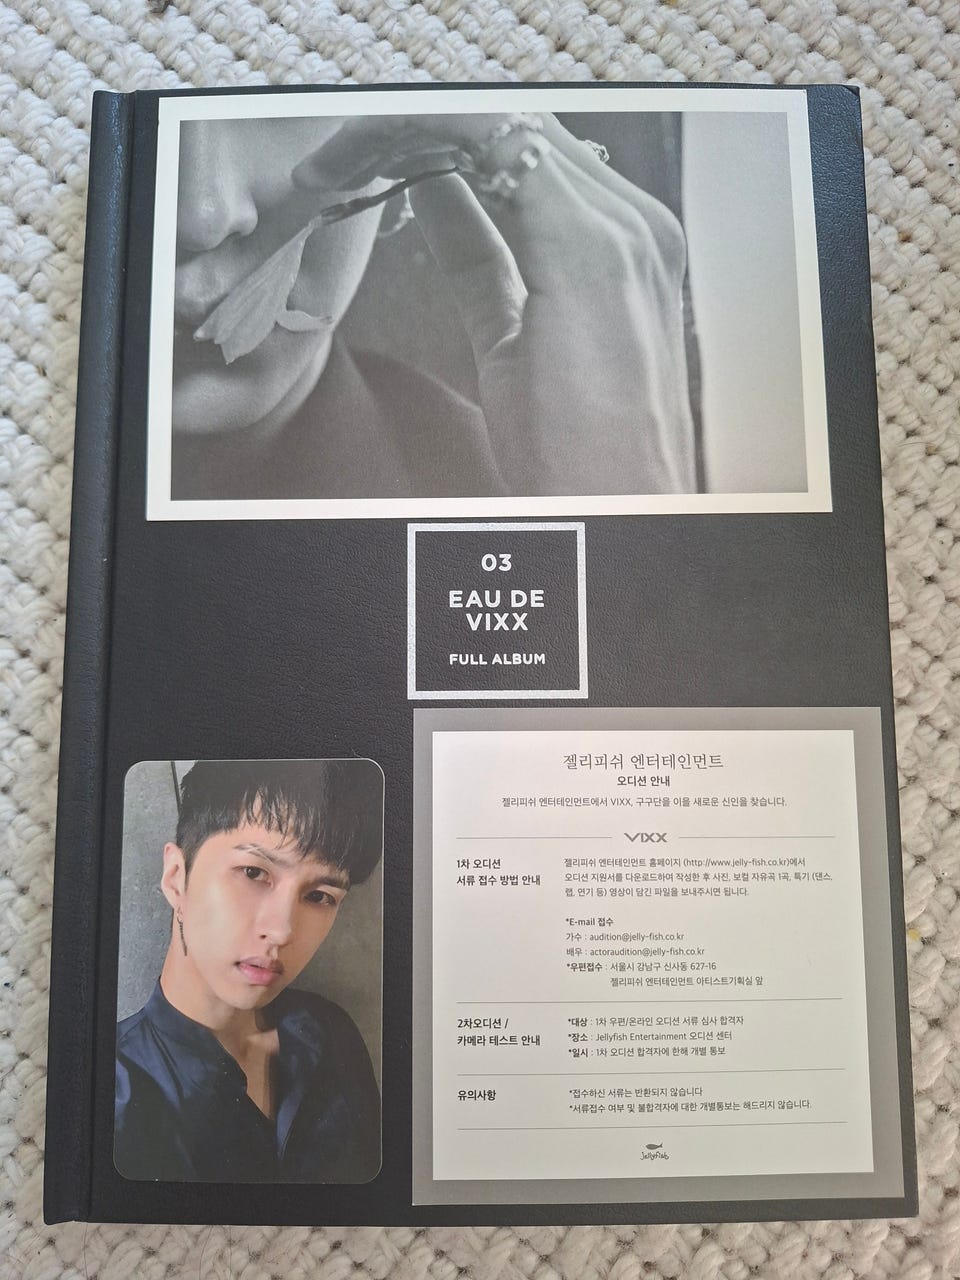 03
EAU DE
VIXX
FULL ALBUM
젤리피쉬 엔터테인먼트
오디션 안내
젤리피쉬 엔터테인먼트에서 VIXX, 구구단을 이을 새로운 신인을 찾습니다.
VIXX
1차 오디션
서류 접수 방법 안내
젤리피쉬 엔터테인먼트 홈페이지 (http://www.jelly-fish.co.kr)에서
오디션 지원서를 다운로드하여 작성한 후 사진, 보컬 자유곡 1곡, 특기 (댄스,
랩, 연기 등) 영상이 담긴 파일을 보내주시면 됩니다.
*E-mail 접수
가수 : audition@jelly-fish.co.kr
배우 : actoraudition@jelly-fish.co.kr
*우편접수 : 서울시 강남구 신사동 627-16
젤리피쉬 엔터테인먼트 아티스트기획실 앞
2차오디션 /
카메라 테스트 안내
*대상 : 1차 우편/온라인 오디션 서류 심사 합격자
*장소 : Jellyfish Entertainment 오디션 센터
*일시 : 1차 오디션 합격자에 한해 개별 통보
유의사항
*접수하신 서류는 반환되지 않습니다
*서류접수 여부 및 불합격자에 대한 개별통보는 해드리지 않습니다.
jellyfish